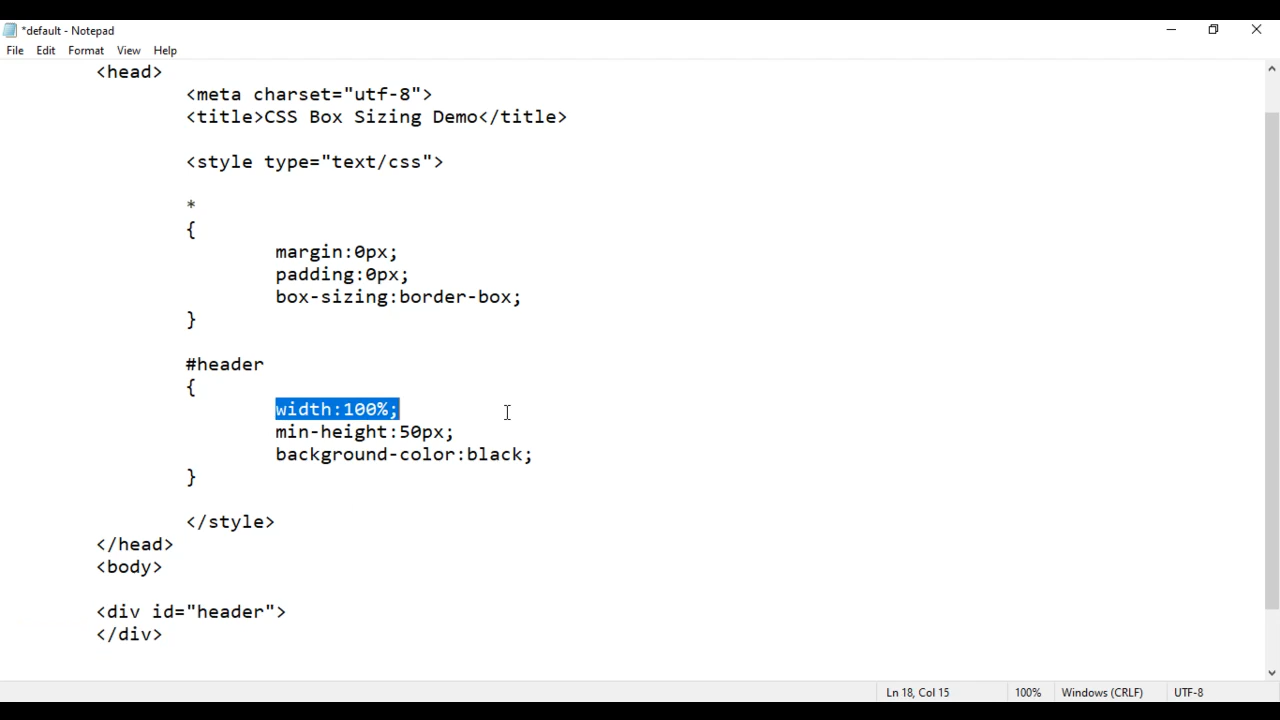 *default - Notepad
File Edit Format View Help
<head>
<meta charset="utf-8">
<title>CSS Box Sizing Demo</title>
<style type="text/css">
*
{
margin:0px;
padding:0px;
box-sizing:border-box;
}
#header
{
width:100%;
min-height:50px;
background-color:black;
}
</style>
</head>
<body>
<div id="header">
</div>
Ln 18, Col 15 100% Windows (CRLF) UTF-8